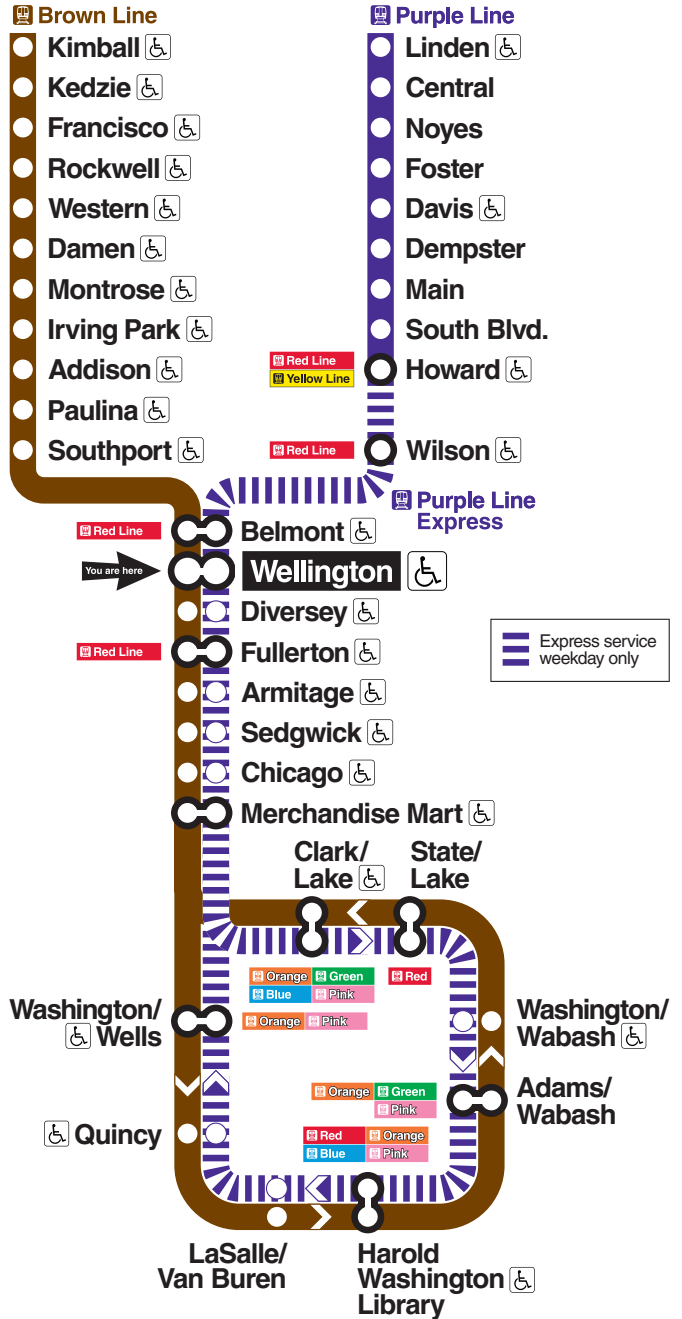 Brown Line
Kimball
Kedzie
Francisco
Rockwell
Western
Damen
Montrose
Irving Park
Addison
Paulina
Southport
Purple Line
Linden
Central
Noyes
Foster
Davis
Dempster
Main
South Blvd.
Red Line
Yellow Line
Howard
Red Line
Wilson
Purple Line
Express
Red Line
Belmont
You are here
Wellington
Diversey
Red Line
Fullerton
Armitage
Sedgwick
Chicago
Merchandise Mart
Express service
weekday only
Clark/
Lake
State/
Lake
Orange Green
Blue Pink
Red
Washington/
Wells
Orange Pink
Washington/
Wabash
Orange Green
Pink
Adams/
Wabash
Quincy
Red Orange
Blue Pink
LaSalle/
Van Buren
Harold
Washington
Library